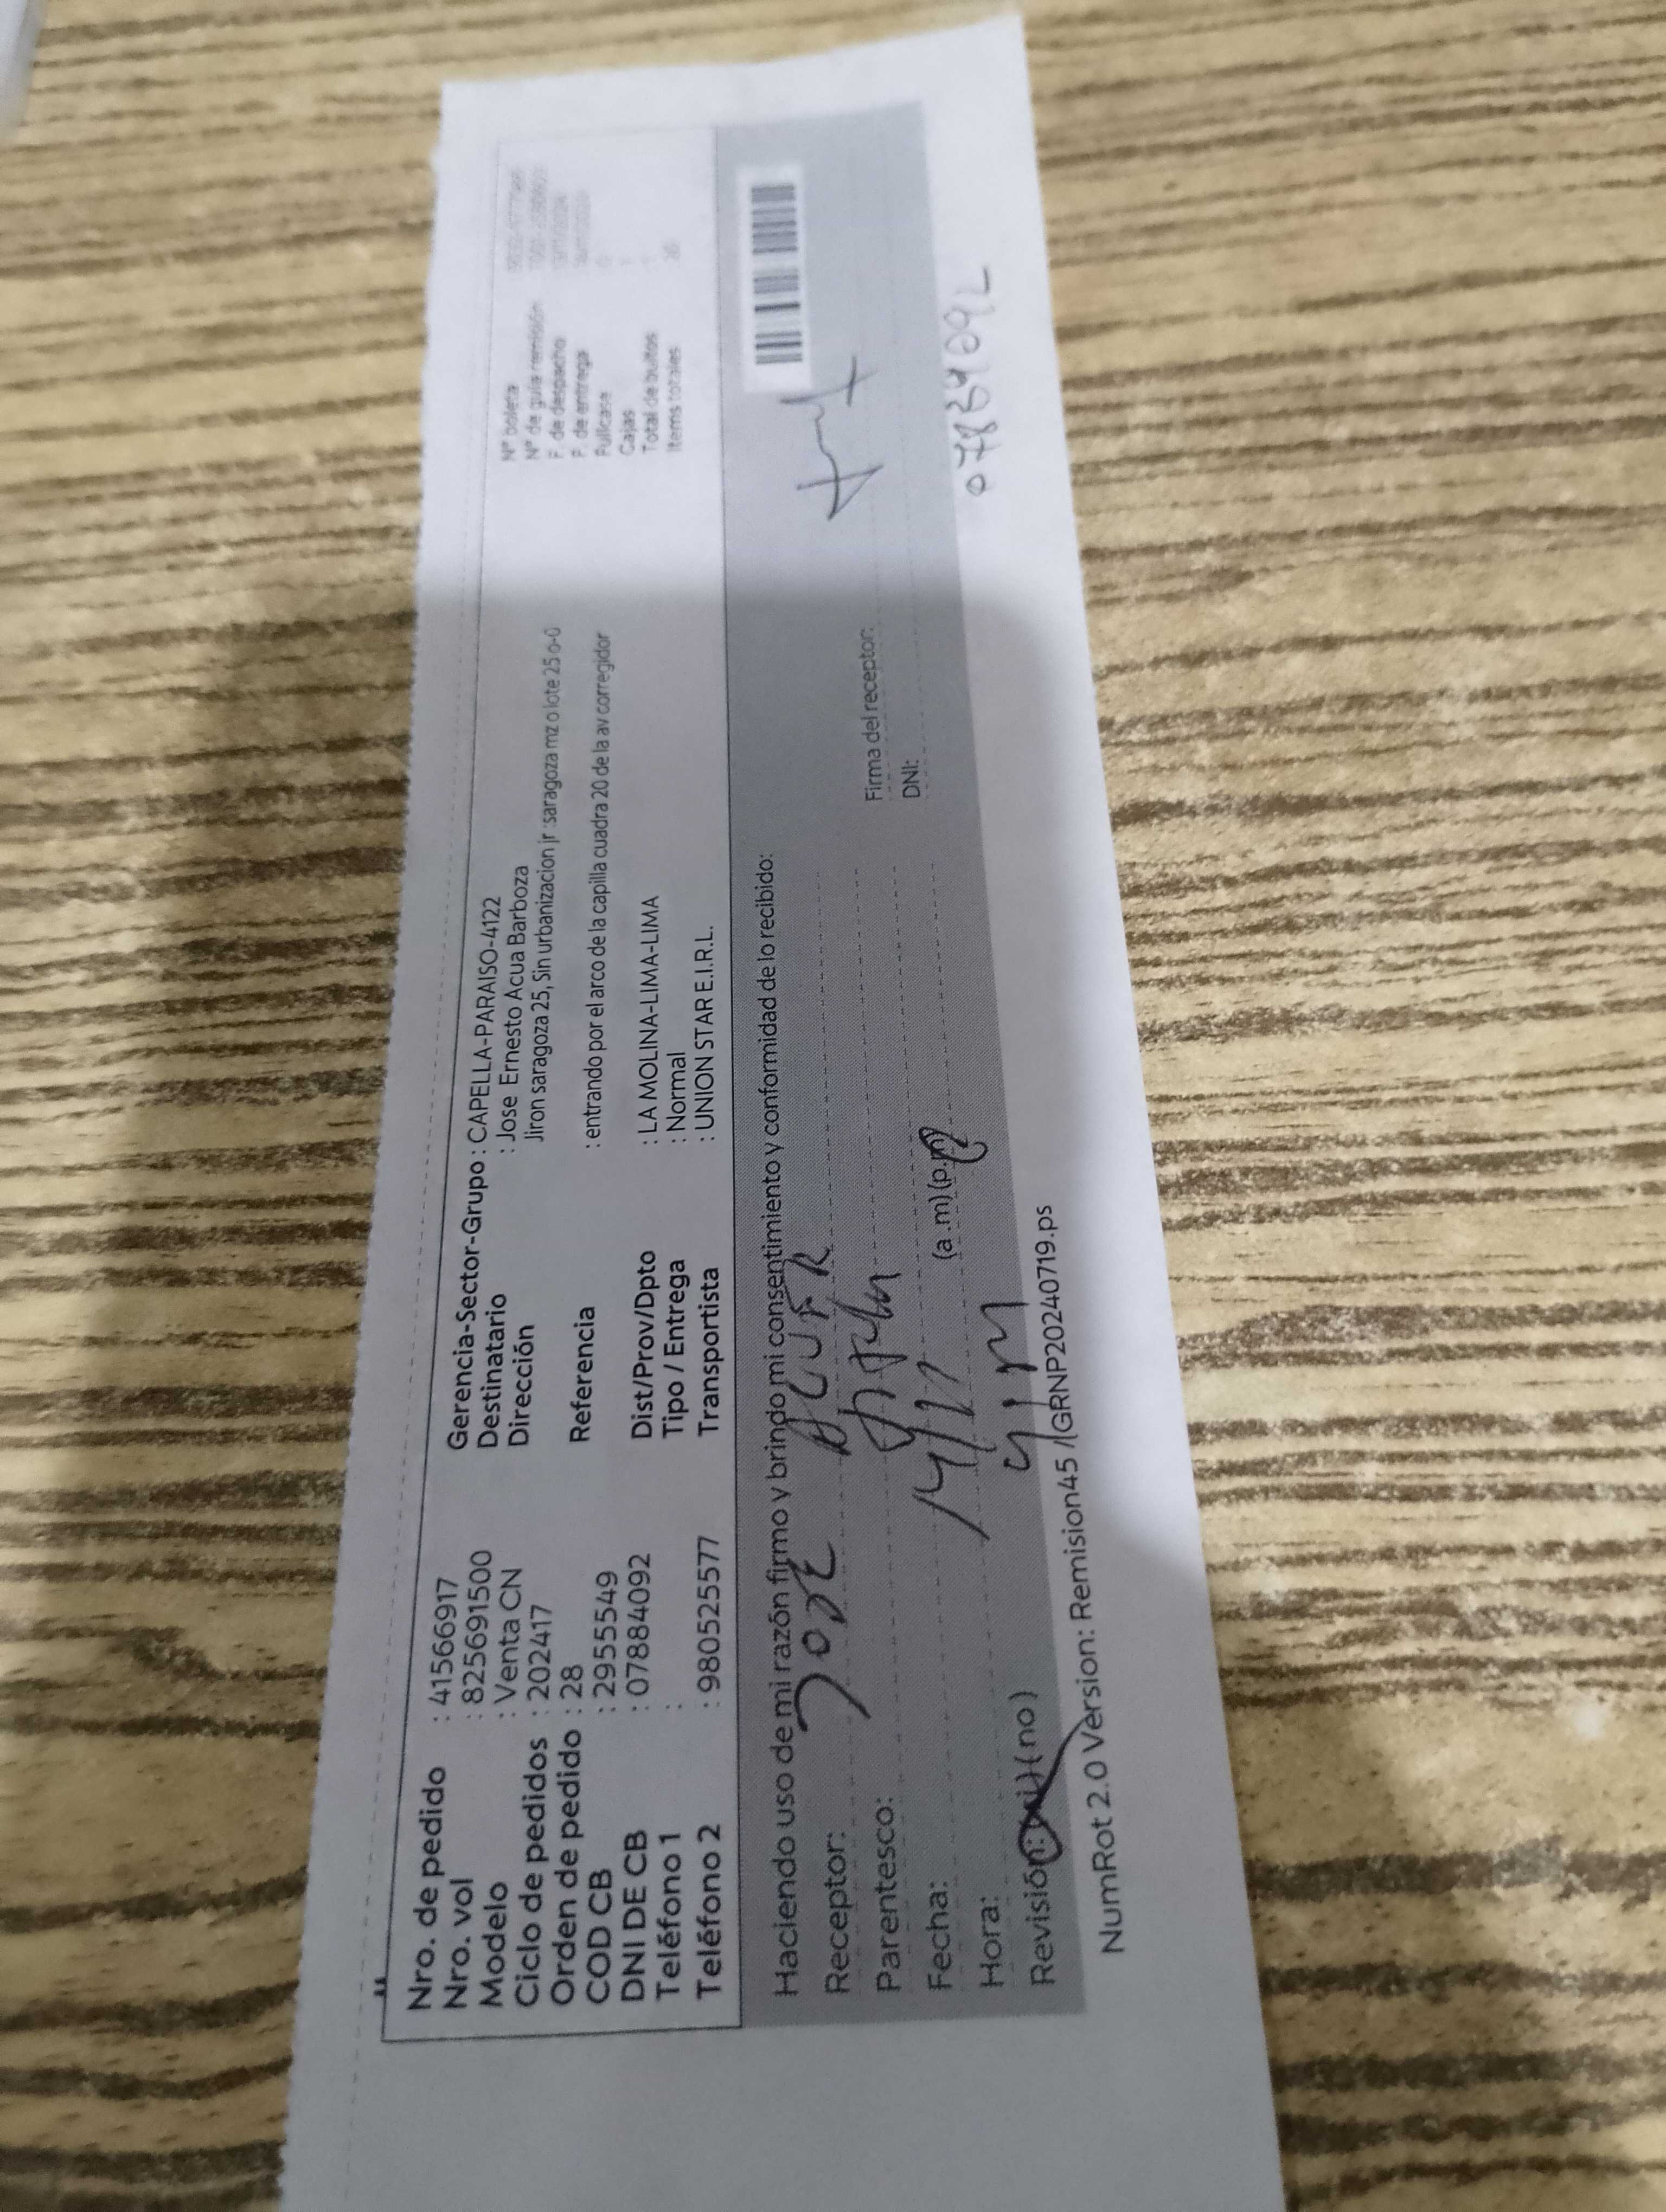 Nro. de pedido : 41566917
Nro. vol : 825691500
Modelo : Venta CN
Ciclo de pedidos : 202417
Orden de pedido : 28
COD CB : 2955549
DNI DE CB : 07884092
Teléfono 1 :
Teléfono 2 : 980525577
Gerencia-Sector-Grupo : CAPELLA-PARAISO-4122
Destinatario : Jose Ernesto Acua Barboza
Dirección Jiron saragoza 25, Sin urbanizacion jr :saragoza mz o lote 25 o-0
Referencia : entrando por el arco de la capilla cuadra 20 de la av corregidor
Dist/Prov/Dpto : LA MOLINA-LIMA-LIMA
Tipo / Entrega : Normal
Transportista : UNION STAR E.I.R.L.
N° boleta
N° de guía remisión
F. de despacho
F. de entrega
Fullcase
Cajas
Total de bultos
Items totales
Haciendo uso de mi razón firmo y brindo mi consentimiento y conformidad de lo recibido:
Receptor: JOSE
Parentesco:
Fecha:
Hora: (a.m)(p.m)
Revisión: (si) (no)
Firma del receptor:
DNI:
07884092
NumRot 2.0 Version: Remision45 /(GRNP20240719.ps